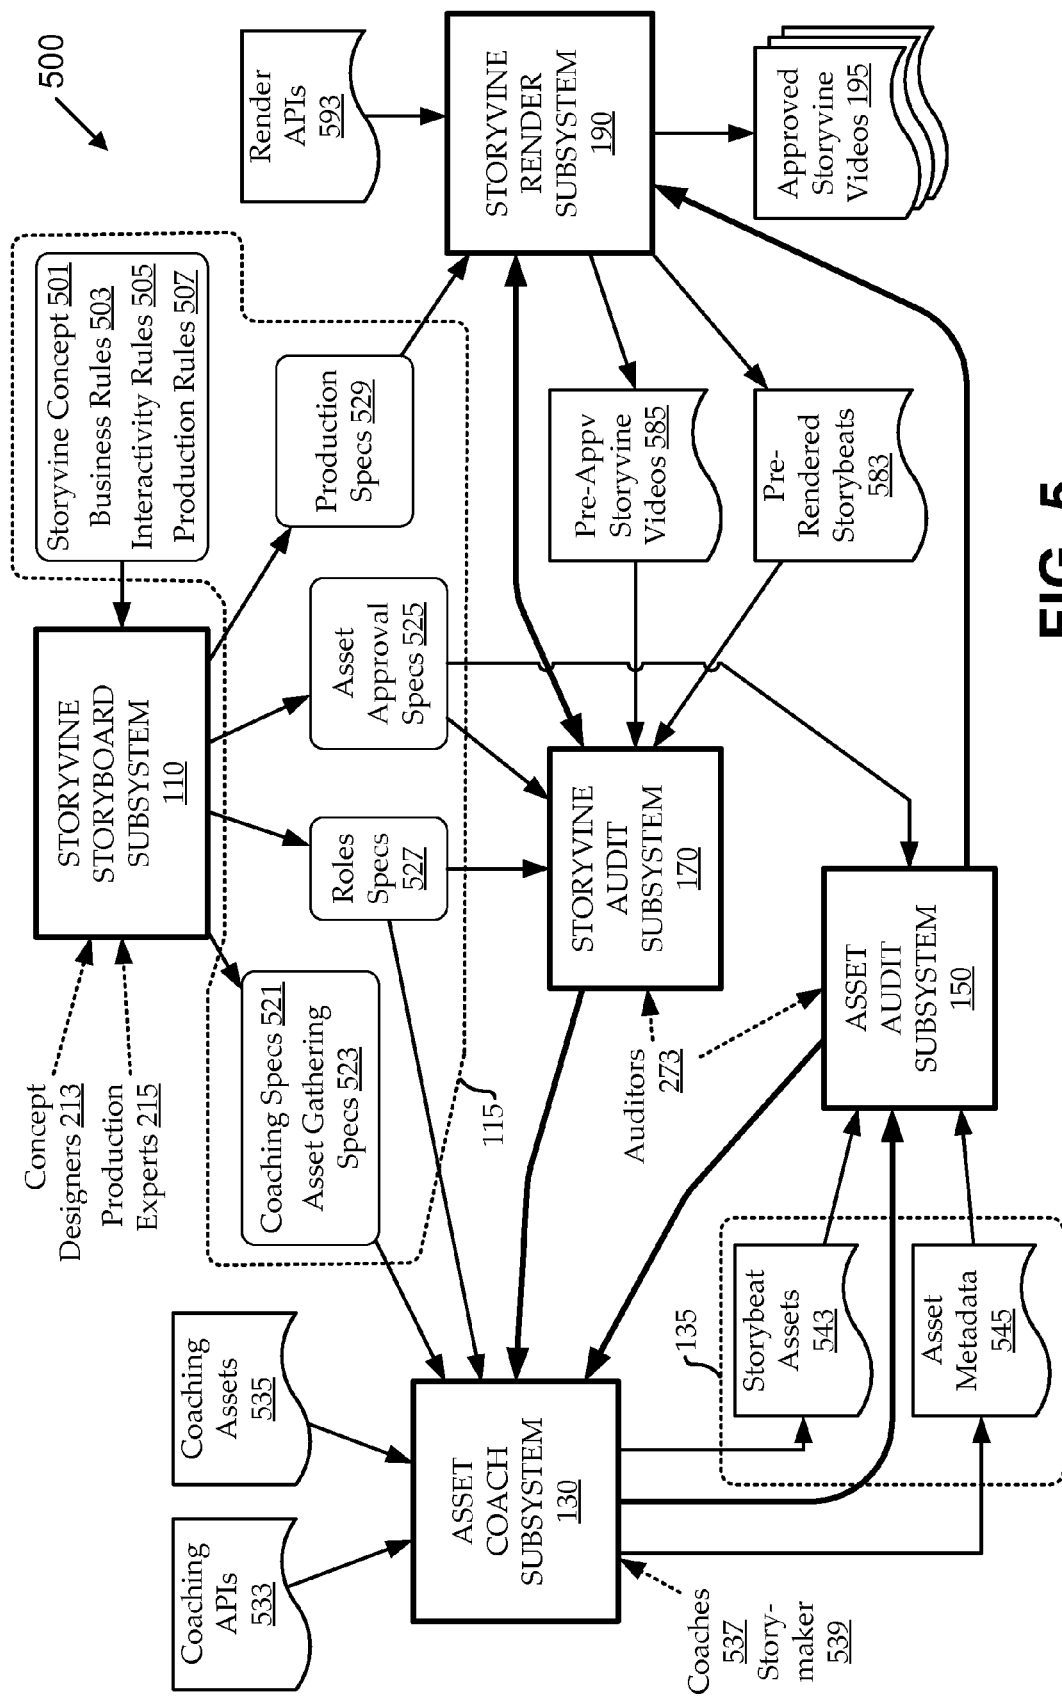 500
Concept
Designers 213
Production
Experts 215
STORYVINE
STORYBOARD
SUBSYSTEM
110
Storyvine Concept 501
Business Rules 503
Interactivity Rules 505
Production Rules 507
Coaching
APIs
533
Coaching
Assets
535
Coaching Specs 521
Asset Gathering
Specs 523
Roles
Specs
527
Asset
Approval
Specs 525
Production
Specs 529
Render
APIs
593
115
ASSET
COACH
SUBSYSTEM
130
STORYVINE
RENDER
SUBSYSTEM
190
STORYVINE
AUDIT
SUBSYSTEM
170
Pre-Appv
Storyvine
Videos 585
Auditors
273
Coaches
537
Story-
maker
539
135
Storybeat
Assets
543
Asset
Metadata
545
ASSET
AUDIT
SUBSYSTEM
150
Pre-
Rendered
Storybeats
583
Approved
Storyvine
Videos 195
FIG. 5